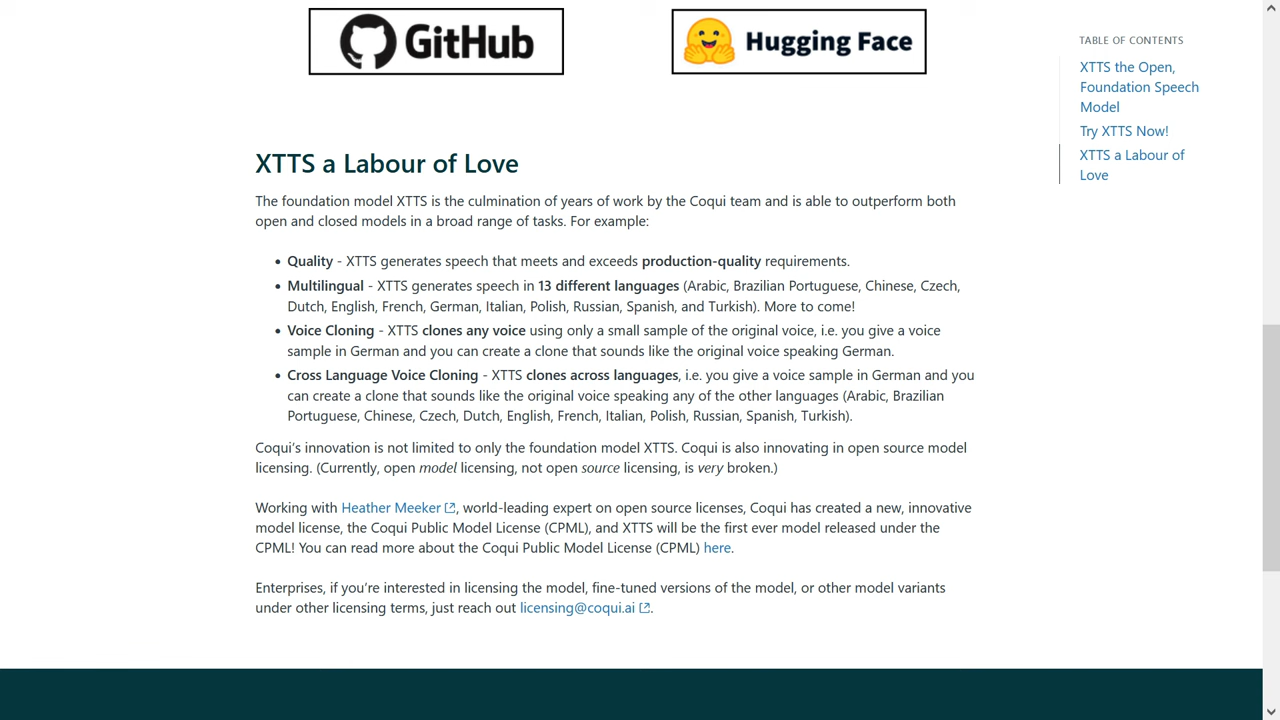 GitHub
Hugging Face
TABLE OF CONTENTS
XTTS the Open,
Foundation Speech
Model
Try XTTS Now!
XTTS a Labour of
Love
XTTS a Labour of Love
The foundation model XTTS is the culmination of years of work by the Coqui team and is able to outperform both
open and closed models in a broad range of tasks. For example:
• Quality - XTTS generates speech that meets and exceeds production-quality requirements.
• Multilingual - XTTS generates speech in 13 different languages (Arabic, Brazilian Portuguese, Chinese, Czech,
Dutch, English, French, German, Italian, Polish, Russian, Spanish, and Turkish). More to come!
• Voice Cloning - XTTS clones any voice using only a small sample of the original voice, i.e. you give a voice
sample in German and you can create a clone that sounds like the original voice speaking German.
• Cross Language Voice Cloning - XTTS clones across languages, i.e. you give a voice sample in German and you
can create a clone that sounds like the original voice speaking any of the other languages (Arabic, Brazilian
Portuguese, Chinese, Czech, Dutch, English, French, Italian, Polish, Russian, Spanish, Turkish).
Coqui’s innovation is not limited to only the foundation model XTTS. Coqui is also innovating in open source model
licensing. (Currently, open model licensing, not open source licensing, is very broken.)
Working with Heather Meeker, world-leading expert on open source licenses, Coqui has created a new, innovative
model license, the Coqui Public Model License (CPML), and XTTS will be the first ever model released under the
CPML! You can read more about the Coqui Public Model License (CPML) here.
Enterprises, if you’re interested in licensing the model, fine-tuned versions of the model, or other model variants
under other licensing terms, just reach out licensing@coqui.ai.